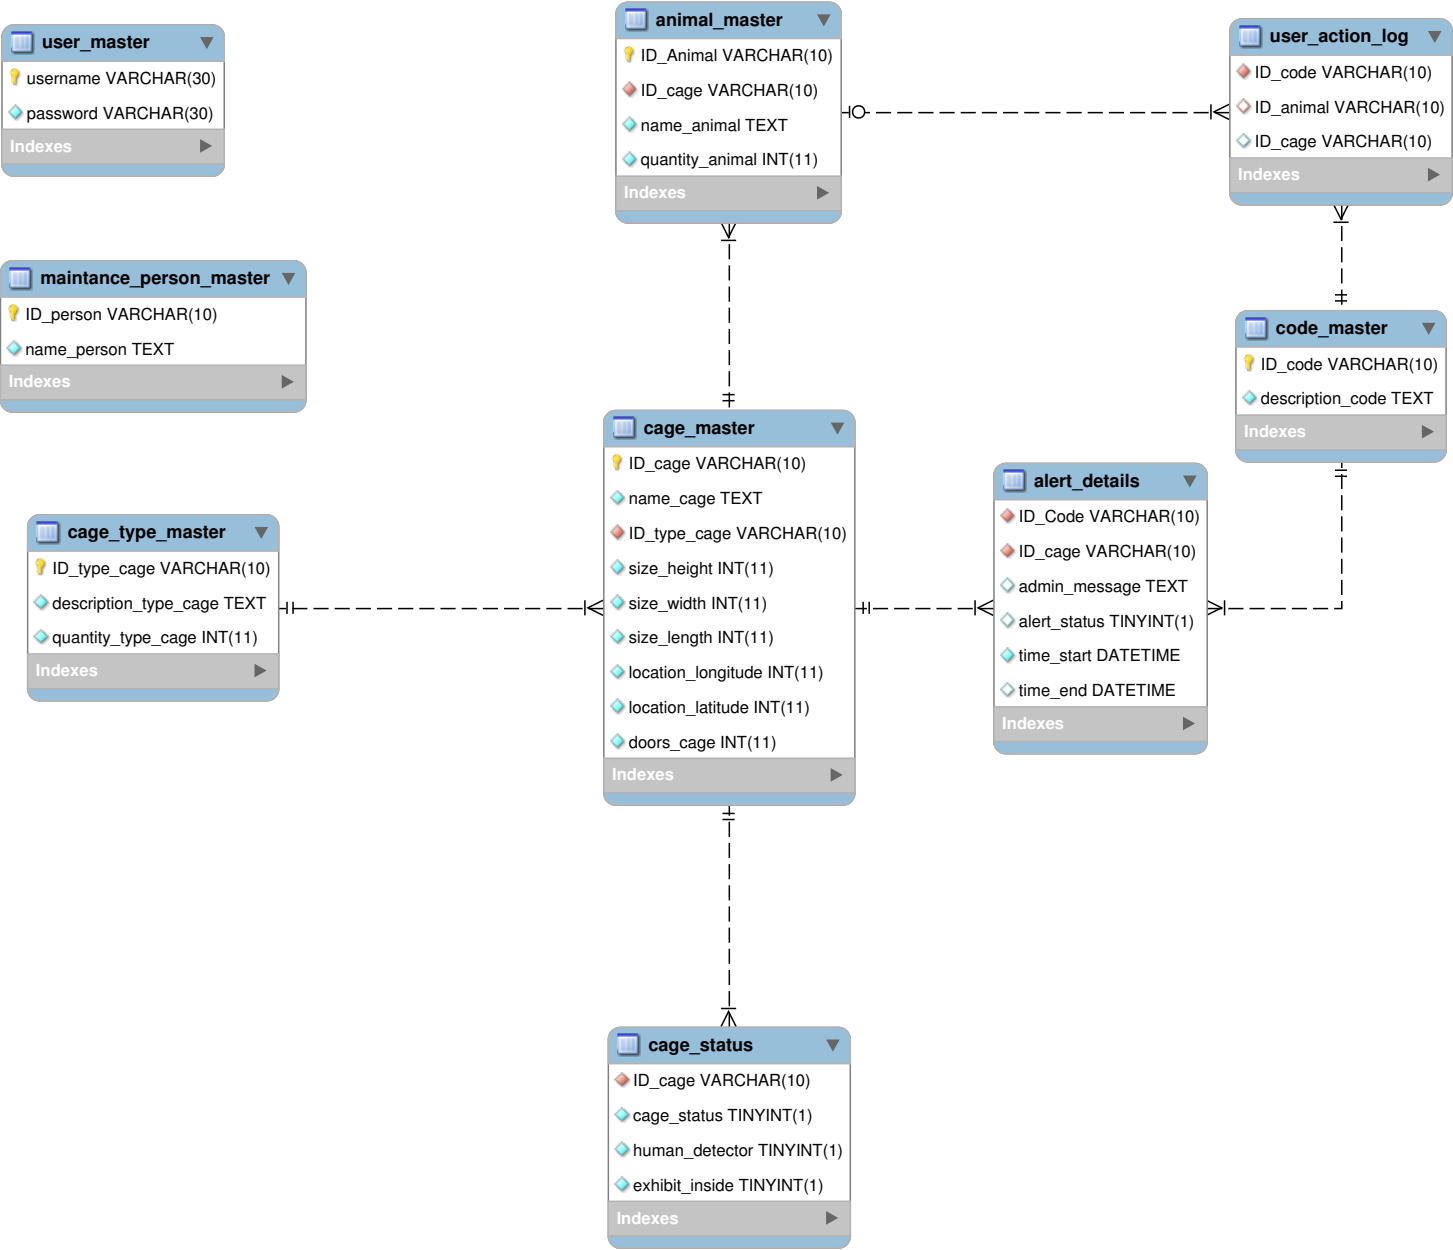 user_master
username VARCHAR(30)
password VARCHAR(30)
Indexes
maintance_person_master
ID_person VARCHAR(10)
name_person TEXT
Indexes
cage_type_master
ID_type_cage VARCHAR(10)
description_type_cage TEXT
quantity_type_cage INT(11)
Indexes
animal_master
ID_Animal VARCHAR(10)
ID_cage VARCHAR(10)
name_animal TEXT
quantity_animal INT(11)
Indexes
cage_master
ID_cage VARCHAR(10)
name_cage TEXT
ID_type_cage VARCHAR(10)
size_height INT(11)
size_width INT(11)
size_length INT(11)
location_longitude INT(11)
location_latitude INT(11)
doors_cage INT(11)
Indexes
cage_status
ID_cage VARCHAR(10)
cage_status TINYINT(1)
human_detector TINYINT(1)
exhibit_inside TINYINT(1)
Indexes
user_action_log
ID_code VARCHAR(10)
ID_animal VARCHAR(10)
ID_cage VARCHAR(10)
Indexes
code_master
ID_code VARCHAR(10)
description_code TEXT
Indexes
alert_details
ID_Code VARCHAR(10)
ID_cage VARCHAR(10)
admin_message TEXT
alert_status TINYINT(1)
time_start DATETIME
time_end DATETIME
Indexes